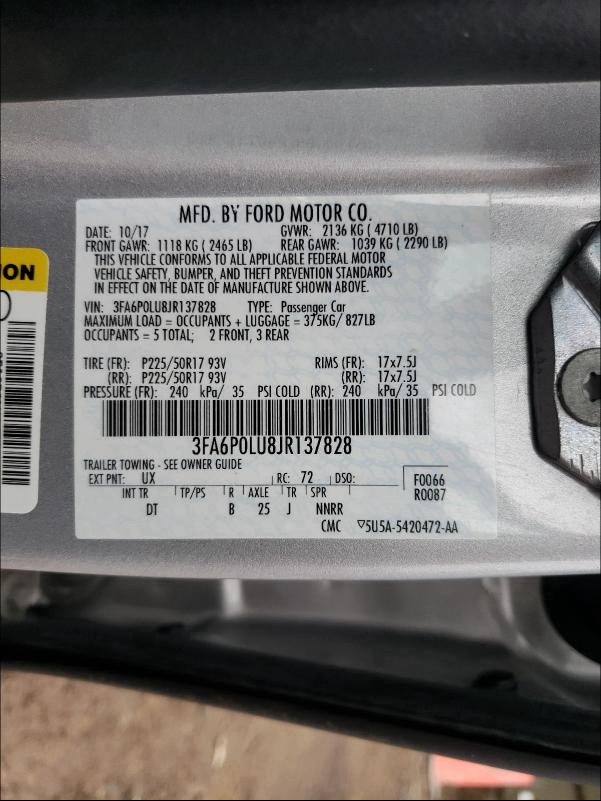 MFD. BY FORD MOTOR CO.
DATE: 10/17 GVWR: 2136 KG ( 4710 LB)
FRONT GAWR: 1118 KG ( 2465 LB) REAR GAWR: 1039 KG ( 2290 LB)
THIS VEHICLE CONFORMS TO ALL APPLICABLE FEDERAL MOTOR
VEHICLE SAFETY, BUMPER, AND THEFT PREVENTION STANDARDS
IN EFFECT ON THE DATE OF MANUFACTURE SHOWN ABOVE.
VIN: 3FA6P0LU8JR137828 TYPE: Passenger Car
MAXIMUM LOAD = OCCUPANTS + LUGGAGE = 375KG/ 827LB
OCCUPANTS = 5 TOTAL; 2 FRONT, 3 REAR
TIRE (FR): P225/50R17 93V RIMS (FR): 17x7.5J
(RR): P225/50R17 93V (RR): 17x7.5J
PRESSURE (FR): 240 kPa/ 35 PSI COLD (RR): 240 kPa/ 35 PSI COLD
3FA6P0LU8JR137828
TRAILER TOWING - SEE OWNER GUIDE
EXT PNT: UX RC: 72 DSO: F0066
INT TR TP/PS R AXLE TR SPR R0087
DT B 25 J NNRR
CMC ▽5U5A-5420472-AA
ION